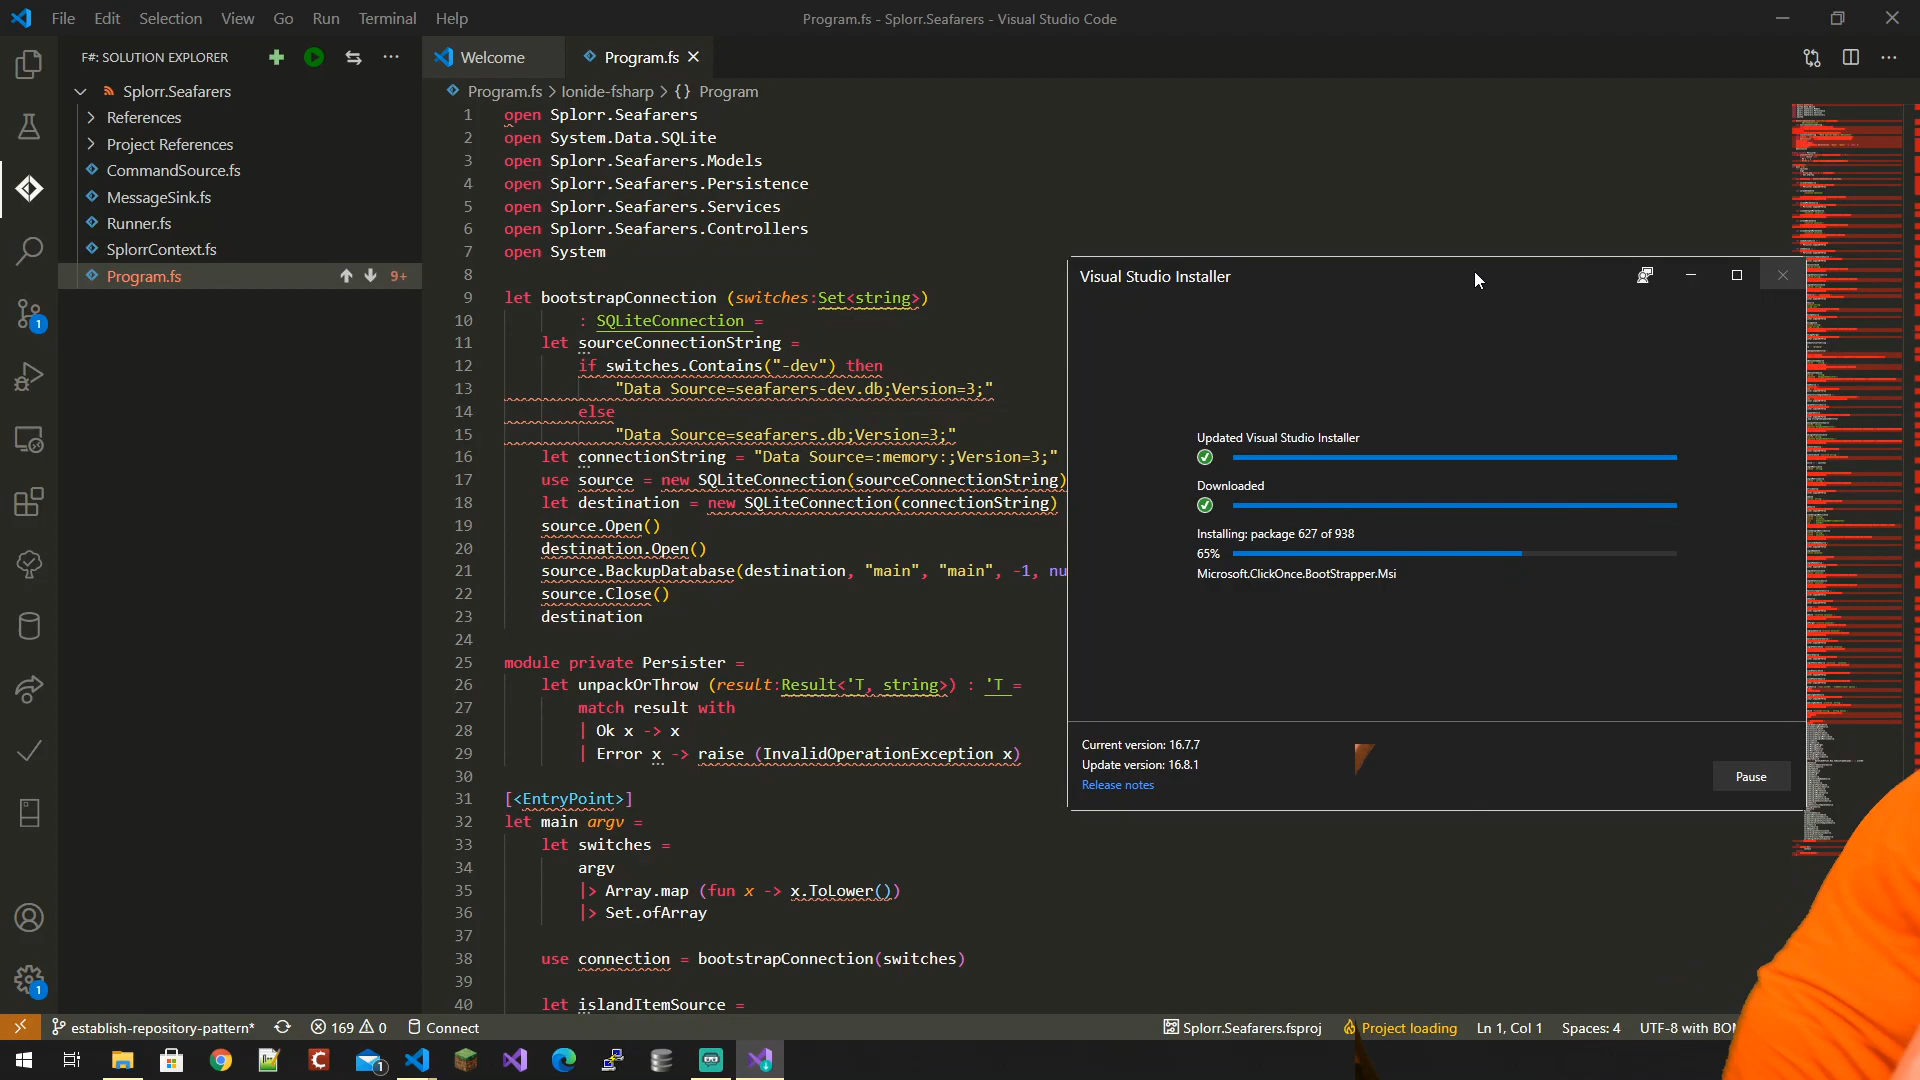 File Edit Selection View Go Run Terminal Help
Program.fs - Splorr.Seafarers - Visual Studio Code
F#: SOLUTION EXPLORER
Splorr.Seafarers
References
Project References
CommandSource.fs
MessageSink.fs
Runner.fs
SplorrContext.fs
Program.fs 9+
Welcome Program.fs
Program.fs > Ionide-fsharp > {} Program
1 open Splorr.Seafarers
2 open System.Data.SQLite
3 open Splorr.Seafarers.Models
4 open Splorr.Seafarers.Persistence
5 open Splorr.Seafarers.Services
6 open Splorr.Seafarers.Controllers
7 open System
8
9 let bootstrapConnection (switches:Set<string>)
10 : SQLiteConnection =
11 let sourceConnectionString =
12 if switches.Contains("-dev") then
13 "Data Source=seafarers-dev.db;Version=3;"
14 else
15 "Data Source=seafarers.db;Version=3;"
16 let connectionString = "Data Source=:memory:;Version=3;"
17 use source = new SQLiteConnection(sourceConnectionString)
18 let destination = new SQLiteConnection(connectionString)
19 source.Open()
20 destination.Open()
21 source.BackupDatabase(destination, "main", "main", -1, nu
22 source.Close()
23 destination
24
25 module private Persister =
26 let unpackOrThrow (result:Result<'T, string>) : 'T =
27 match result with
28 | Ok x -> x
29 | Error x -> raise (InvalidOperationException x)
30
31 [<EntryPoint>]
32 let main argv =
33 let switches =
34 argv
35 |> Array.map (fun x -> x.ToLower())
36 |> Set.ofArray
37
38 use connection = bootstrapConnection(switches)
39
40 let islandItemSource =
Visual Studio Installer
Updated Visual Studio Installer
Downloaded
Installing: package 627 of 938
65%
Microsoft.ClickOnce.BootStrapper.Msi
Current version: 16.7.7
Update version: 16.8.1
Release notes
Pause
1
1
establish-repository-pattern* 169 0 Connect
Splorr.Seafarers.fsproj Project loading Ln 1, Col 1 Spaces: 4 UTF-8 with
1